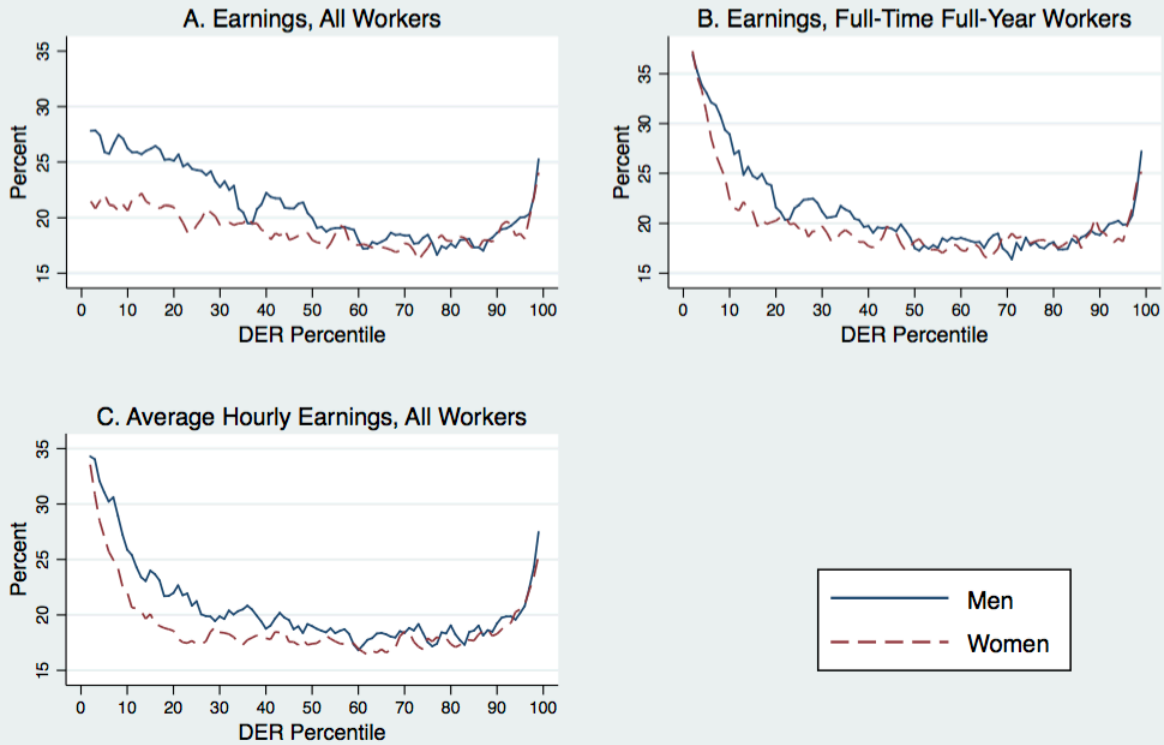 A. Earnings, All Workers
Percent
35
30
25
20
15
0 10 20 30 40 50 60 70 80 90 100
DER Percentile
B. Earnings, Full-Time Full-Year Workers
Percent
35
30
25
20
15
0 10 20 30 40 50 60 70 80 90 100
DER Percentile
C. Average Hourly Earnings, All Workers
Percent
35
30
25
20
15
0 10 20 30 40 50 60 70 80 90 100
DER Percentile
Men
Women